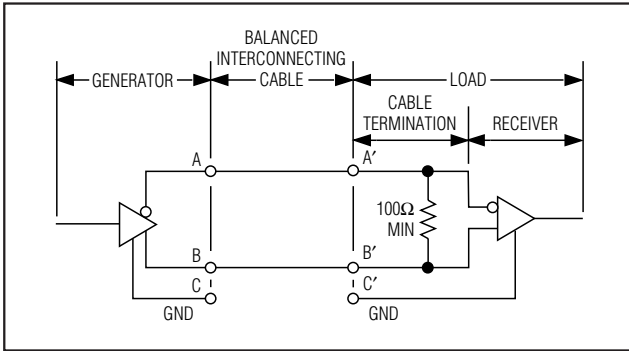 BALANCED
INTERCONNECTING
CABLE
GENERATOR
LOAD
CABLE
TERMINATION
RECEIVER
A
A′
100Ω
MIN
B
B′
C
C′
GND
GND